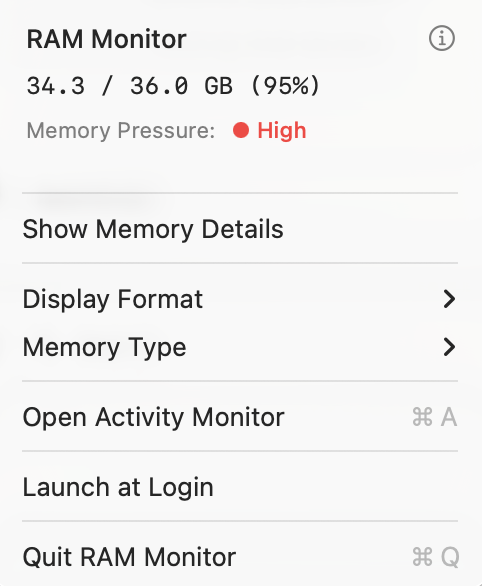 RAM Monitor
34.3 / 36.0 GB (95%)
Memory Pressure: High
Show Memory Details
Display Format
Memory Type
Open Activity Monitor ⌘ A
Launch at Login
Quit RAM Monitor ⌘ Q